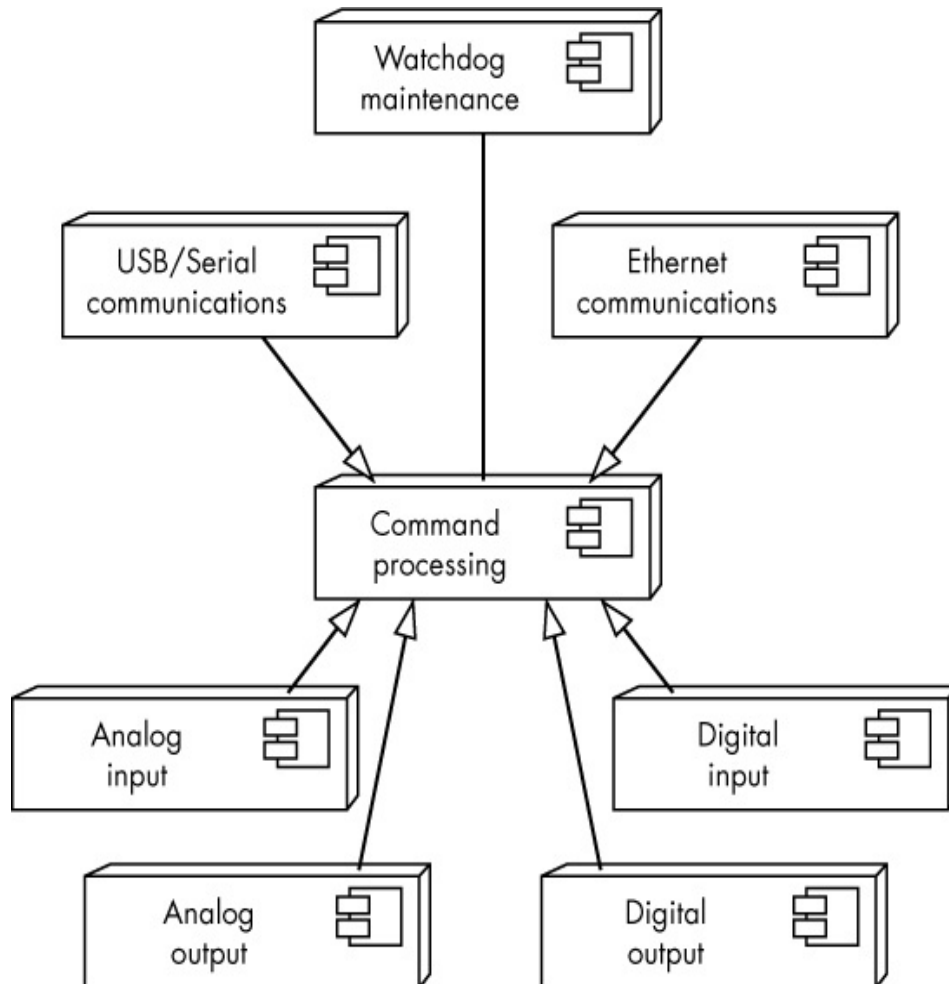 Watchdog
maintenance
USB/Serial
communications
Ethernet
communications
Command
processing
Analog
input
Digital
input
Analog
output
Digital
output